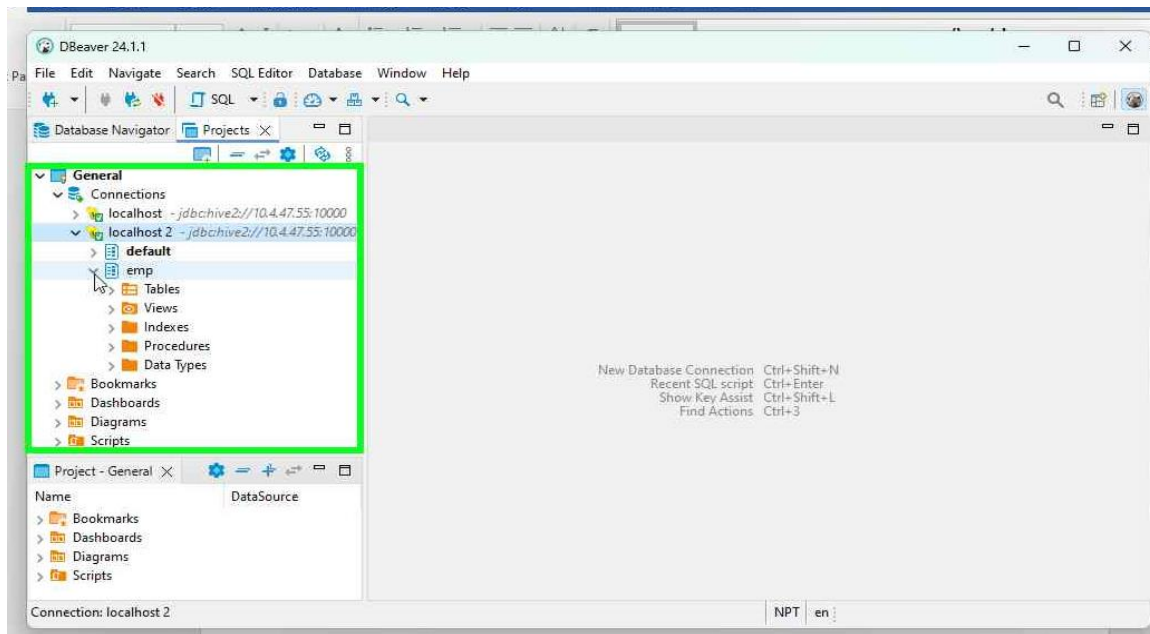 DBeaver 24.1.1
Pa
File Edit Navigate Search SQL Editor Database Window Help
SQL
Database Navigator Projects
General
Connections
localhost - jdbc:hive2://10.4.47.55:10000
localhost 2 - jdbc:hive2://10.4.47.55:10000
default
emp
Tables
Views
Indexes
Procedures
Data Types
Bookmarks
Dashboards
Diagrams
Scripts
New Database Connection Ctrl+Shift+N
Recent SQL script Ctrl+Enter
Show Key Assist Ctrl+Shift+L
Find Actions Ctrl+3
Project - General
Name DataSource
Bookmarks
Dashboards
Diagrams
Scripts
Connection: localhost 2 NPT en